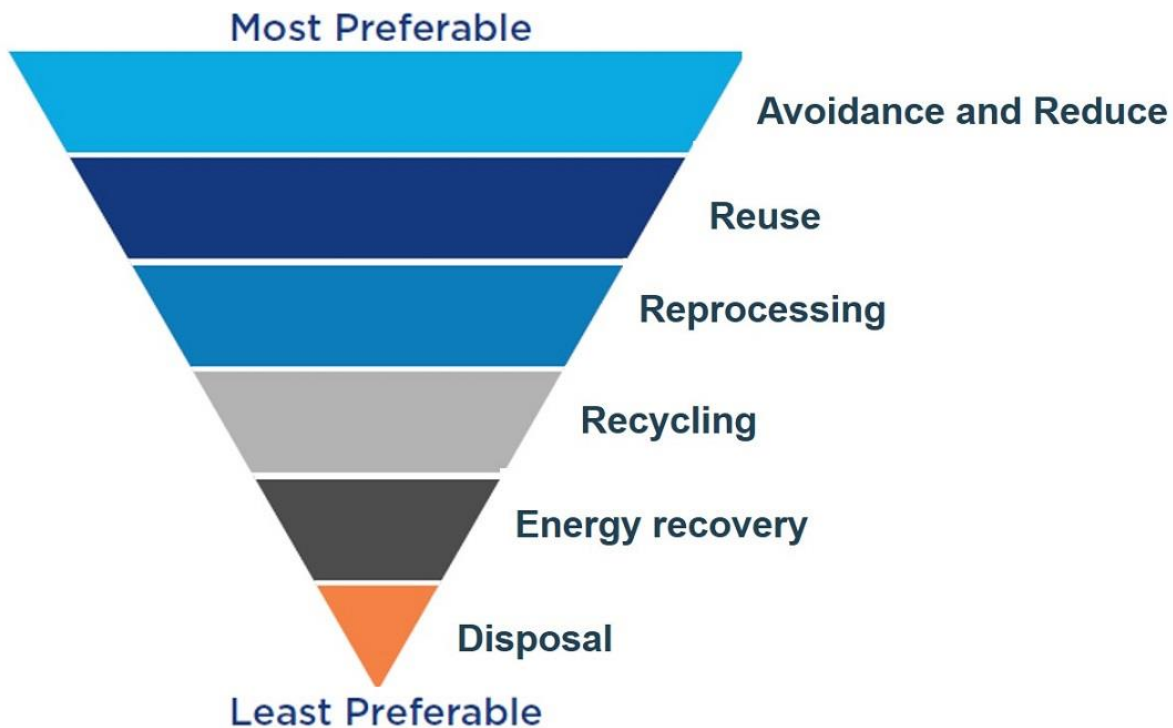 Most Preferable
Avoidance and Reduce
Reuse
Reprocessing
Recycling
Energy recovery
Disposal
Least Preferable